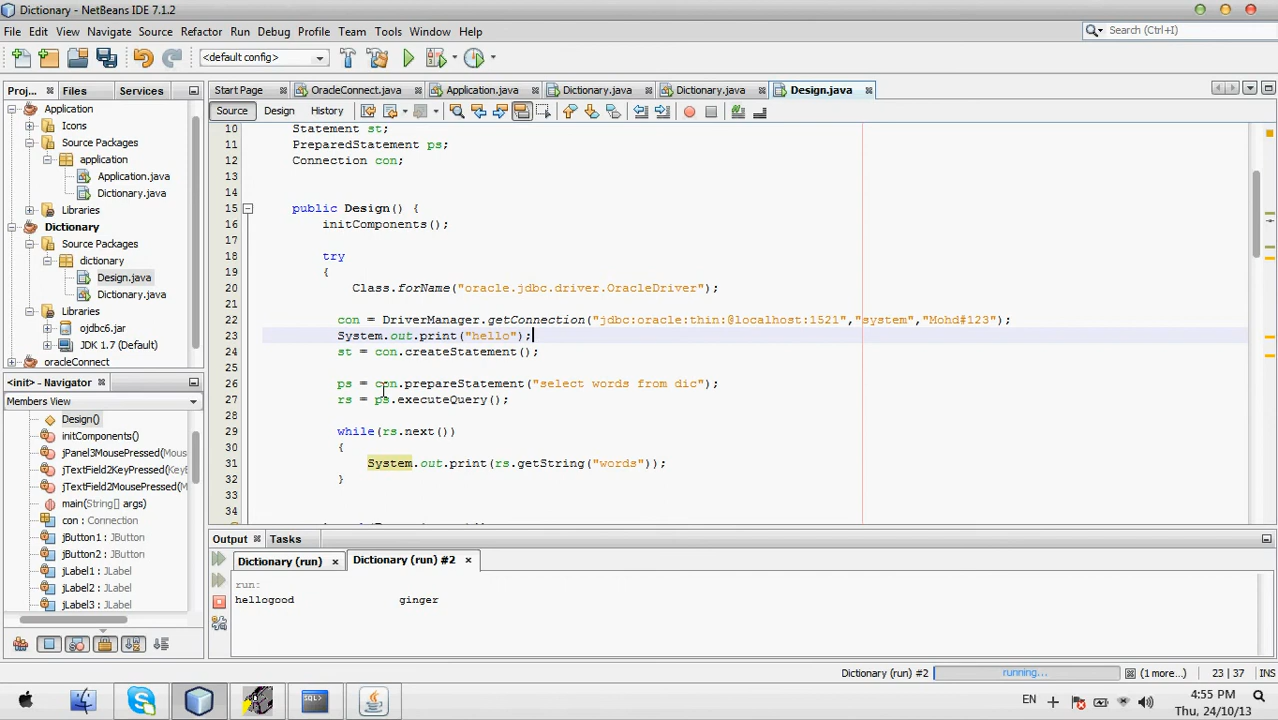 Dictionary - NetBeans IDE 7.1.2
File Edit View Navigate Source Refactor Run Debug Profile Team Tools Window Help
Search (Ctrl+I)
<default config>
Proj... Files Services
Start Page OracleConnect.java Application.java Dictionary.java Dictionary.java Design.java
Source Design History
Application
Icons
Source Packages
application
Application.java
Dictionary.java
Libraries
Dictionary
Source Packages
dictionary
Design.java
Dictionary.java
Libraries
ojdbc6.jar
JDK 1.7 (Default)
oracleConnect
<init> - Navigator
Members View
Design()
initComponents()
jPanel3MousePressed(Mous
jTextField2KeyPressed(KeyE
jTextField2MousePressed(M
main(String[] args)
con : Connection
jButton1 : JButton
jButton2 : JButton
jLabel1 : JLabel
jLabel2 : JLabel
jLabel3 : JLabel
10 Statement st;
11 PreparedStatement ps;
12 Connection con;
13
14
15 public Design() {
16 initComponents();
17
18 try
19 {
20 Class.forName("oracle.jdbc.driver.OracleDriver");
21
22 con = DriverManager.getConnection("jdbc:oracle:thin:@localhost:1521","system","Mohd#123");
23 System.out.print("hello");
24 st = con.createStatement();
25
26 ps = con.prepareStatement("select words from dic");
27 rs = ps.executeQuery();
28
29 while(rs.next())
30 {
31 System.out.print(rs.getString("words"));
32 }
33
34
Output Tasks
Dictionary (run) Dictionary (run) #2
run:
hellogood ginger
Dictionary (run) #2 running... (1 more...) 23 | 37 INS
SQL>
EN
4:55 PM
Thu, 24/10/13